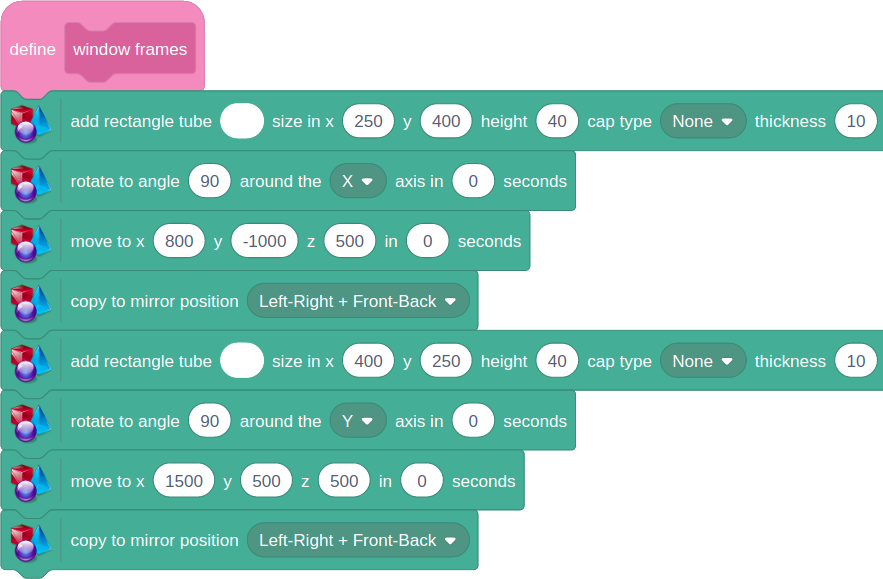 define window frames
add rectangle tube size in x 250 y 400 height 40 cap type None thickness 10
rotate to angle 90 around the X axis in 0 seconds
move to x 800 y -1000 z 500 in 0 seconds
copy to mirror position Left-Right + Front-Back
add rectangle tube size in x 400 y 250 height 40 cap type None thickness 10
rotate to angle 90 around the Y axis in 0 seconds
move to x 1500 y 500 z 500 in 0 seconds
copy to mirror position Left-Right + Front-Back